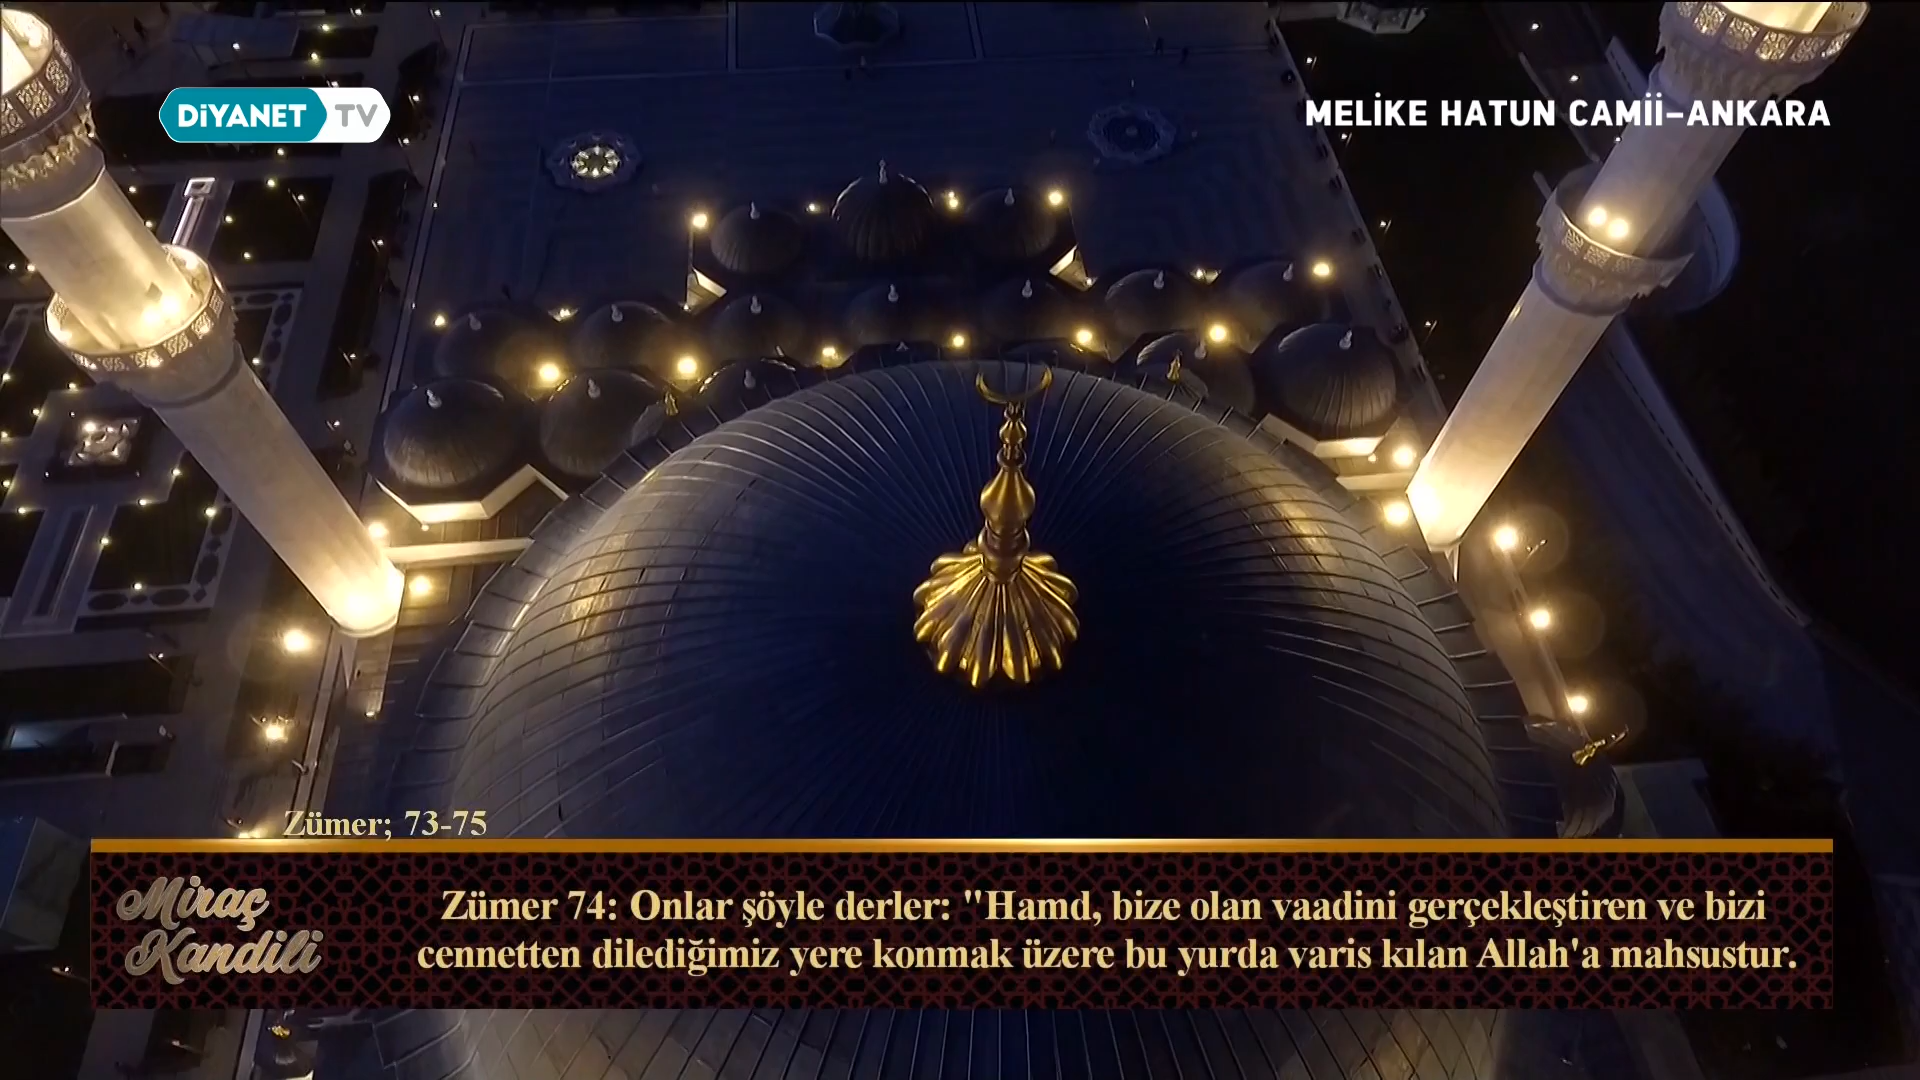 DİYANET TV
MELİKE HATUN CAMİİ-ANKARA
Zümer; 73-75
Miraç
Kandili
Zümer 74: Onlar şöyle derler: "Hamd, bize olan vaadini gerçekleştiren ve bizi
cennetten dilediğimiz yere konmak üzere bu yurda varis kılan Allah'a mahsustur.